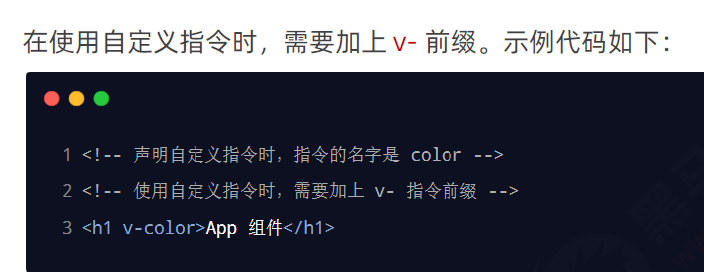 在使用自定义指令时，需要加上 v- 前缀。示例代码如下：
1 <!-- 声明自定义指令时，指令的名字是 color -->
2 <!-- 使用自定义指令时，需要加上 v- 指令前缀 -->
3 <h1 v-color>App 组件</h1>